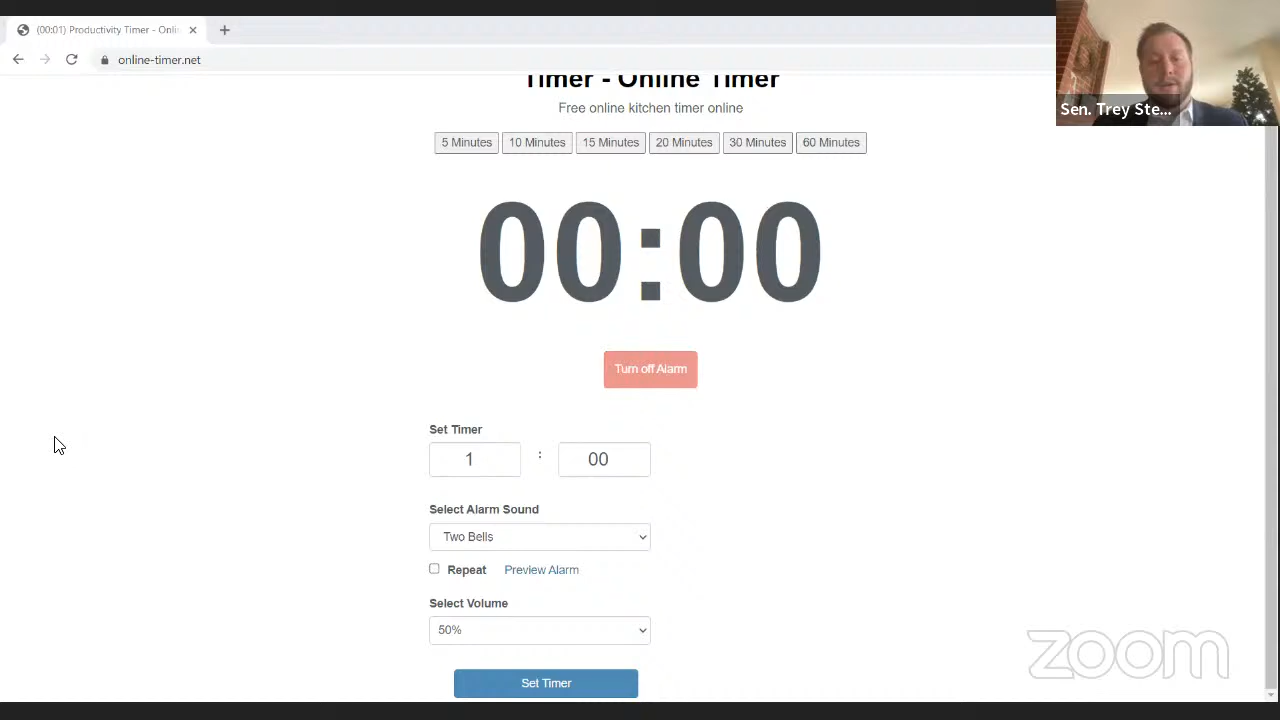 (00:01) Productivity Timer - Onli
online-timer.net
Timer - Online Timer
Free online kitchen timer online
5 Minutes 10 Minutes 15 Minutes 20 Minutes 30 Minutes 60 Minutes
00:00
Turn off Alarm
Set Timer
1 : 00
Select Alarm Sound
Two Bells
Repeat Preview Alarm
Select Volume
50%
Set Timer
Sen. Trey Ste...
zoom